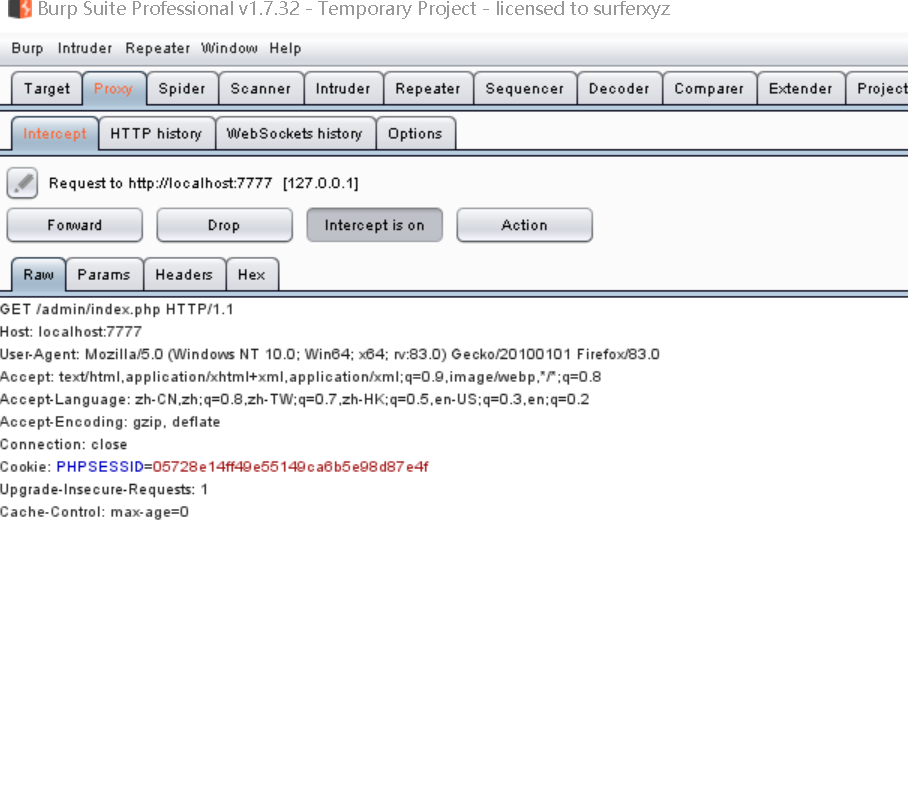 Burp Suite Professional v1.7.32 - Temporary Project - licensed to surferxyz
Burp Intruder Repeater Window Help
Target Proxy Spider Scanner Intruder Repeater Sequencer Decoder Comparer Extender Project
Intercept HTTP history WebSockets history Options
Request to http://localhost:7777 [127.0.0.1]
Forward Drop Intercept is on Action
Raw Params Headers Hex
GET /admin/index.php HTTP/1.1
Host: localhost:7777
User-Agent: Mozilla/5.0 (Windows NT 10.0; Win64; x64; rv:83.0) Gecko/20100101 Firefox/83.0
Accept: text/html,application/xhtml+xml,application/xml;q=0.9,image/webp,*/*;q=0.8
Accept-Language: zh-CN,zh;q=0.8,zh-TW;q=0.7,zh-HK;q=0.5,en-US;q=0.3,en;q=0.2
Accept-Encoding: gzip, deflate
Connection: close
Cookie: PHPSESSID=05728e14ff49e55149ca6b5e98d87e4f
Upgrade-Insecure-Requests: 1
Cache-Control: max-age=0